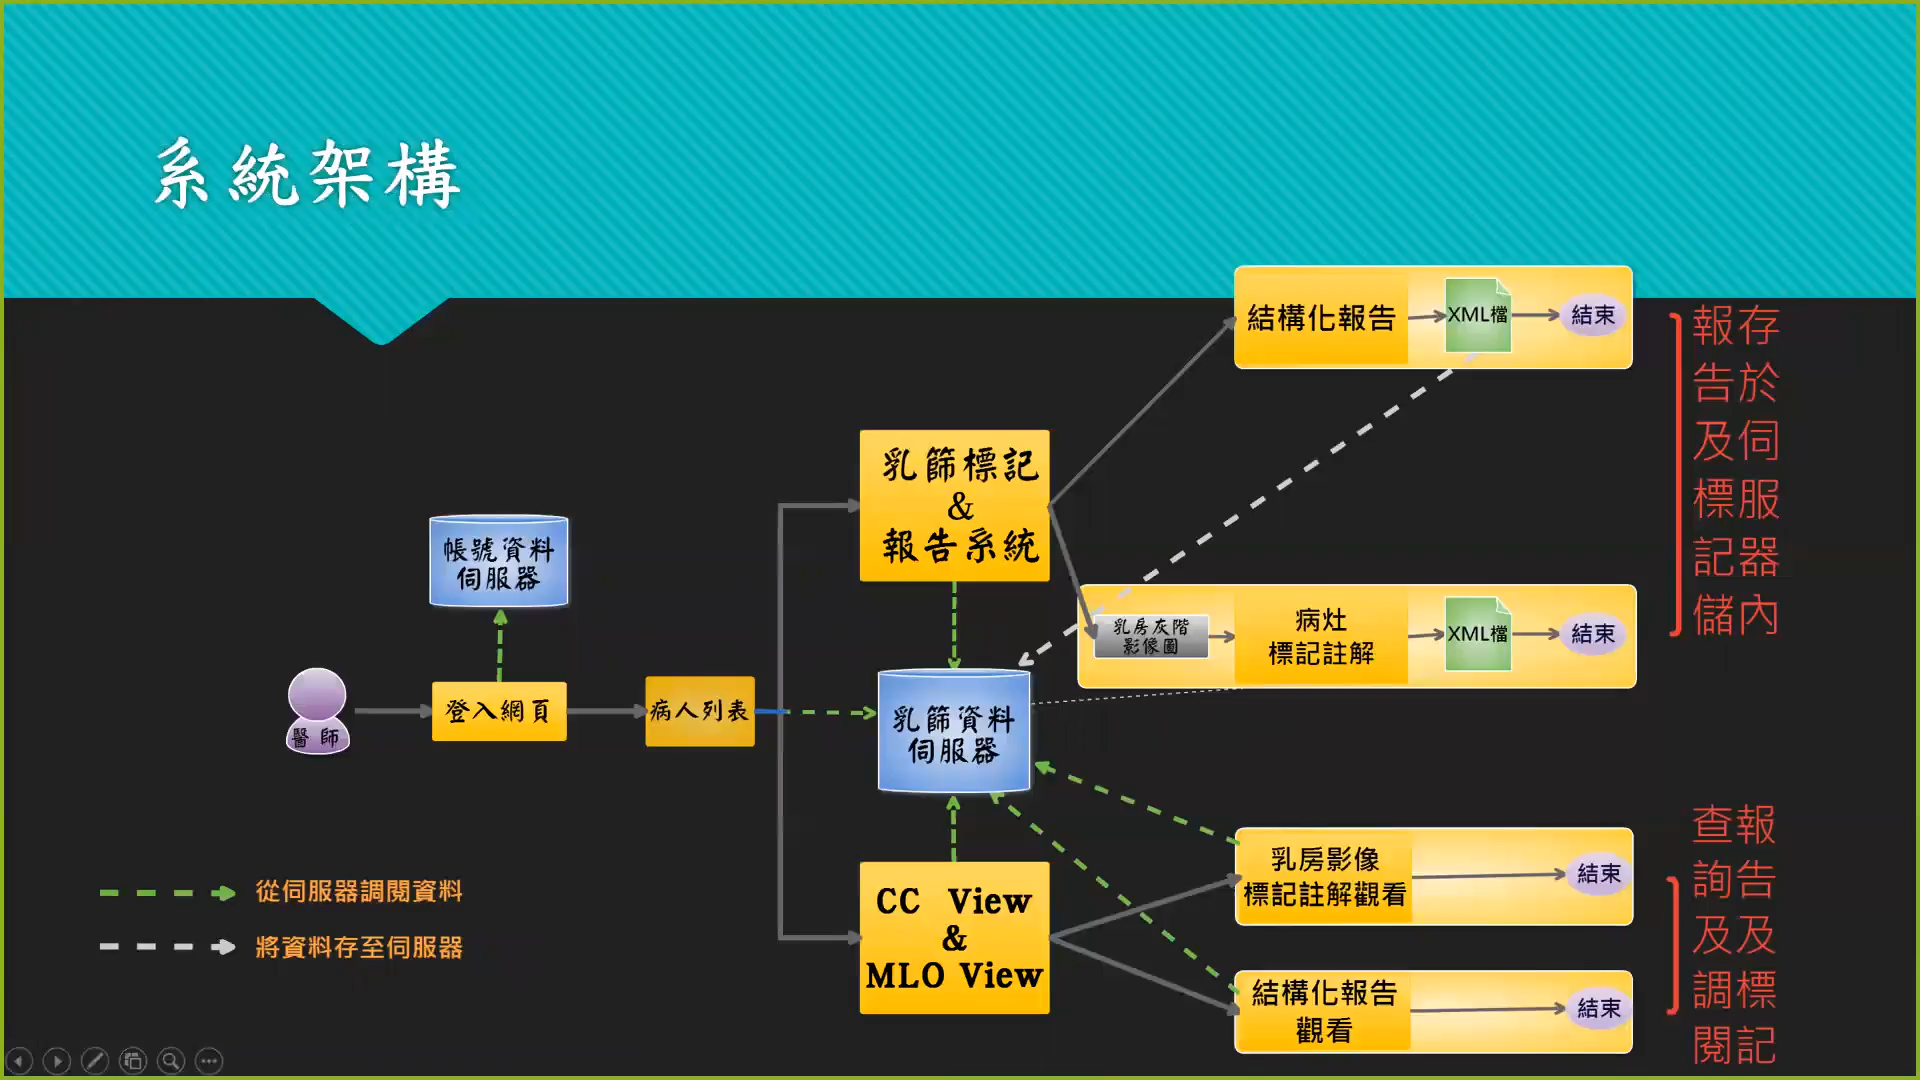 系統架構
結構化報告
XML檔
結束
報存
告於
及伺
標服
記器
儲內
乳篩標記
&
報告系統
帳號資料
伺服器
乳房灰階
影像圖
病灶
標記註解
XML檔
結束
醫 師
登入網頁
病人列表
乳篩資料
伺服器
CC View
&
MLO View
乳房影像
標記註解觀看
結束
結構化報告
觀看
結束
查報
詢告
及及
調標
閱記
從伺服器調閱資料
將資料存至伺服器